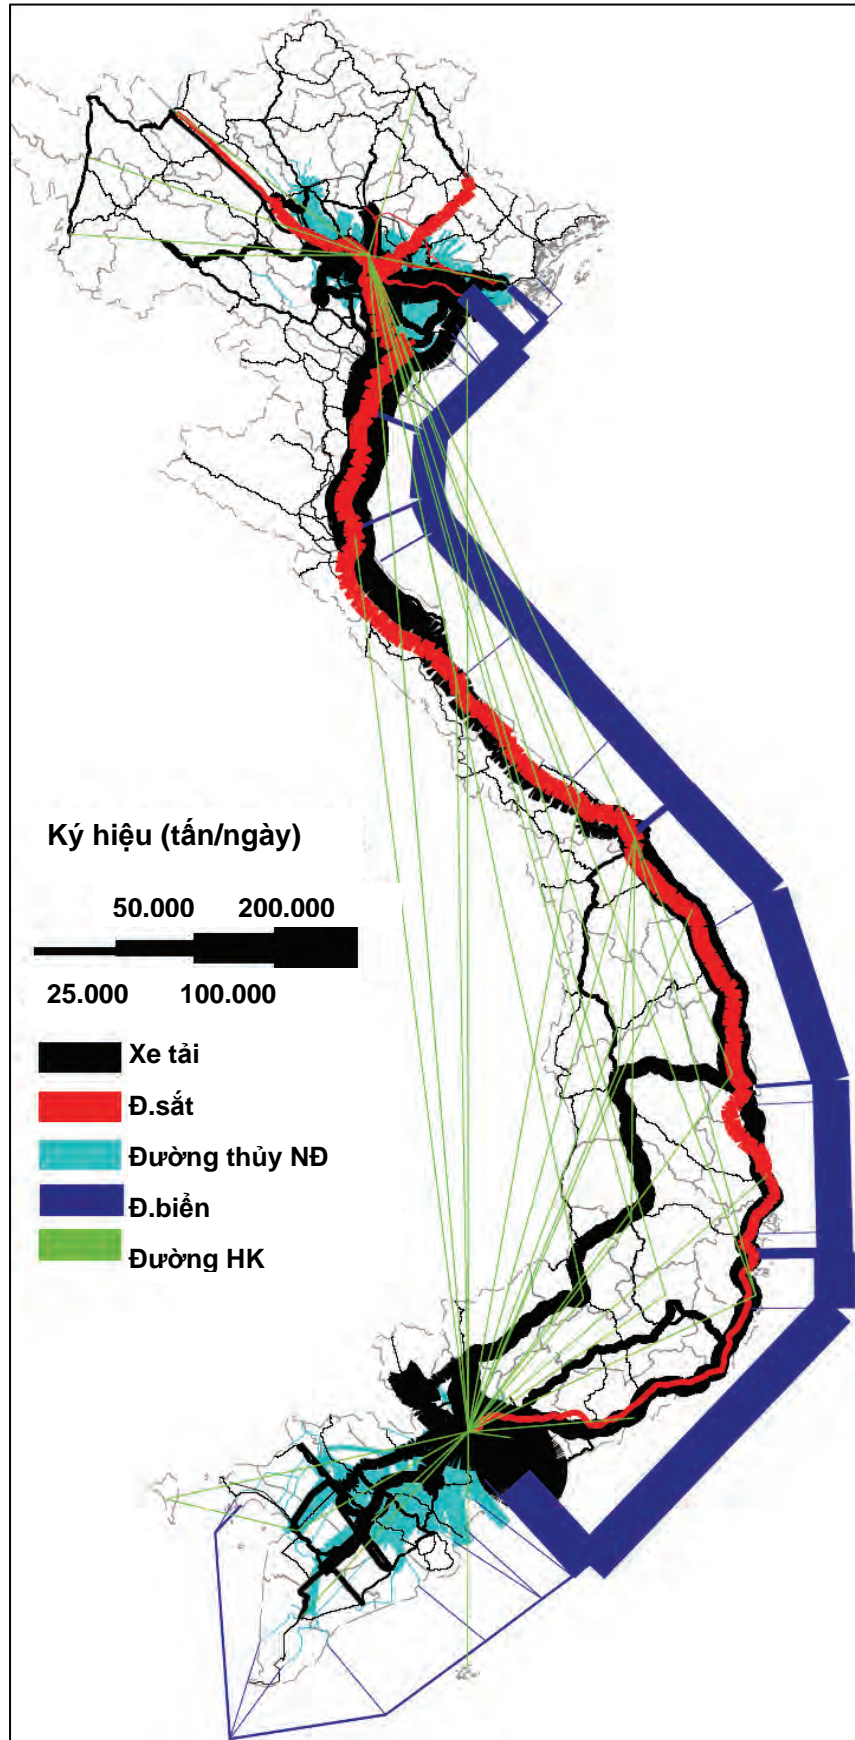 Ký hiệu (tấn/ngày)
50.000 200.000
25.000 100.000
Xe tải
Đ.sắt
Đường thủy NĐ
Đ.biển
Đường HK